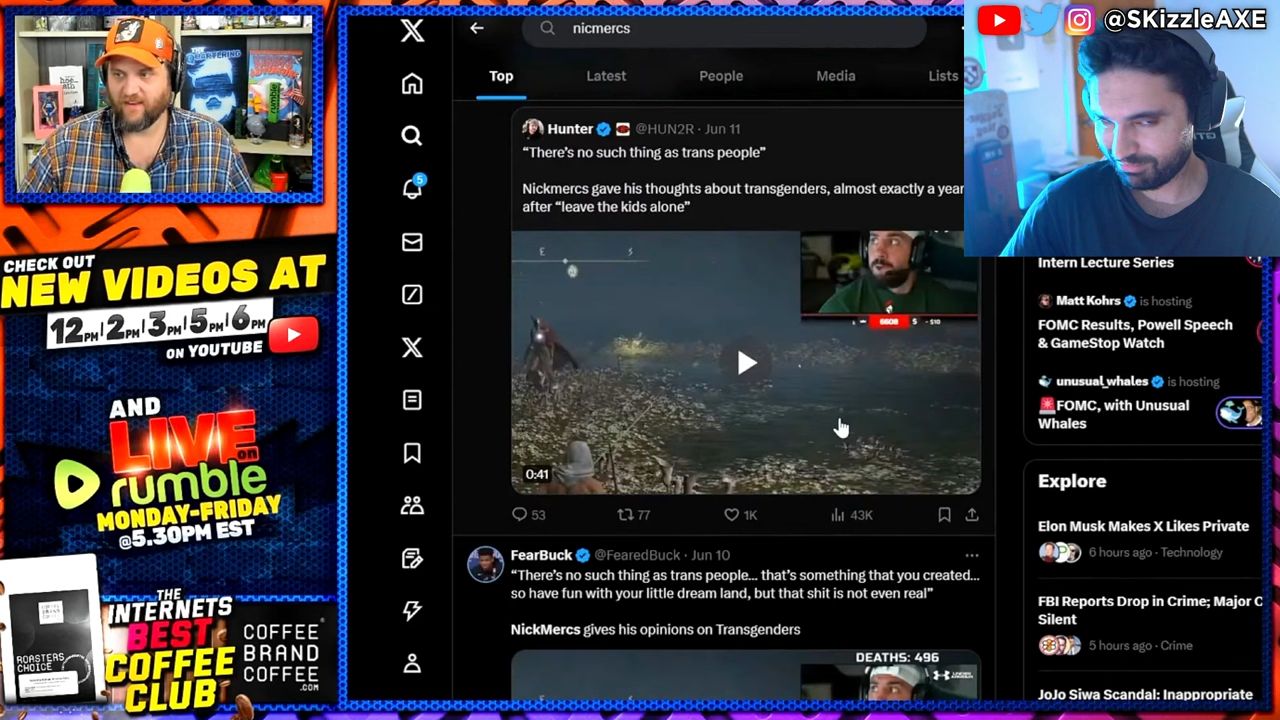 THE
QUARTERING
rumble
CHECK OUT
NEW VIDEOS AT
12PM | 2PM | 3PM | 5PM | 6PM
ON YOUTUBE
AND
LIVE on
rumble
MONDAY-FRIDAY
@5.30PM EST
ROASTERS
CHOICE
THE
INTERNETS
BEST
COFFEE
CLUB
COFFEE
BRAND
COFFEE
.COM
5
nicmercs
Top
Latest
People
Media
Lists
Hunter @HUN2R · Jun 11
“There’s no such thing as trans people”
Nickmercs gave his thoughts about transgenders, almost exactly a year
after “leave the kids alone”
E
S
6608 $ - $10
0:41
53
77
1K
43K
FearBuck @FearedBuck · Jun 10
“There’s no such thing as trans people… that’s something that you created…
so have fun with your little dream land, but that shit is not even real”
NickMercs gives his opinions on Transgenders
DEATHS: 496
UNDER ARMOUR
@SKizzleAXE
Intern Lecture Series
Matt Kohrs is hosting
FOMC Results, Powell Speech
& GameStop Watch
unusual_whales is hosting
🚨FOMC, with Unusual
Whales
Explore
Elon Musk Makes X Likes Private
6 hours ago · Technology
FBI Reports Drop in Crime; Major C
Silent
5 hours ago · Crime
JoJo Siwa Scandal: Inappropriate